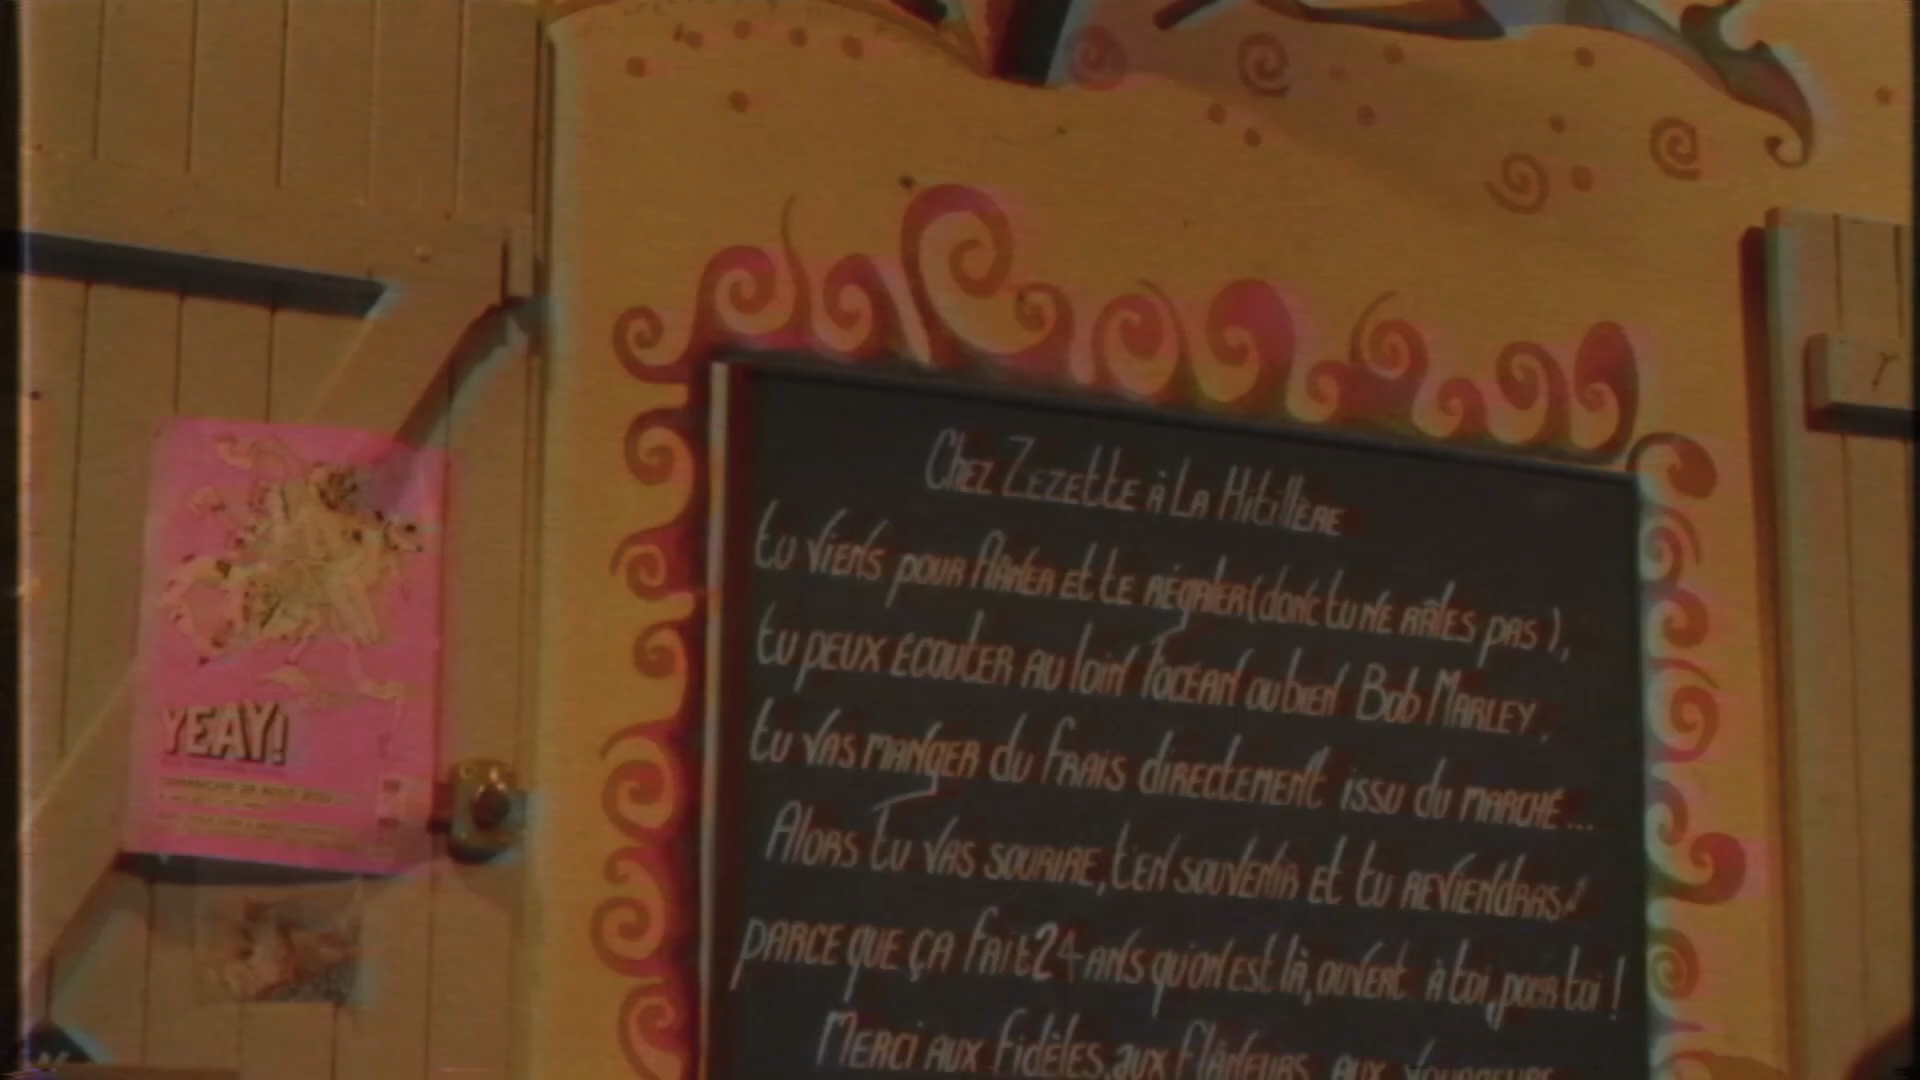 Chez Zezette à La Hitillère
tu viens pour flâner et te régaler (donc tu ne râles pas),
tu peux ecouter au loin l'océan ou bien Bob Marley,
tu vas manger du frais directement issu du marché...
Alors tu vas sourire, t'en souvenir et tu reviendras!
parce que ça fait 24 ans qu'on est là, ouvert à toi, pour toi !
Merci aux fidèles, aux flâneurs, aux
YEAY!